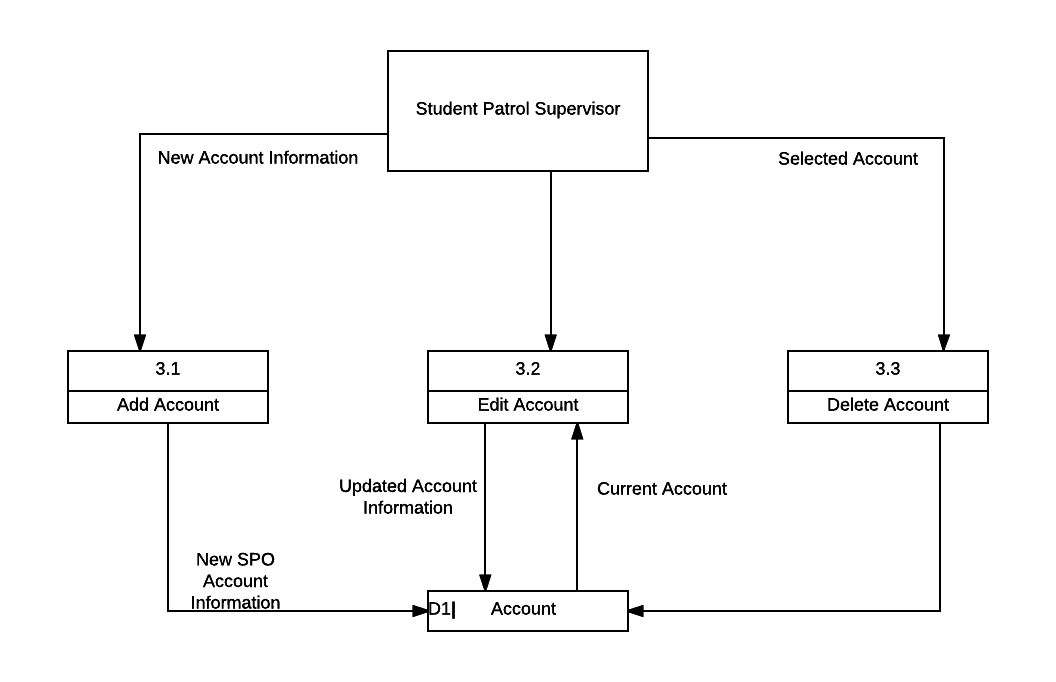 Student Patrol Supervisor
New Account Information
Selected Account
3.1
Add Account
3.2
Edit Account
3.3
Delete Account
Updated Account
Information
Current Account
New SPO
Account
Information
D1| Account